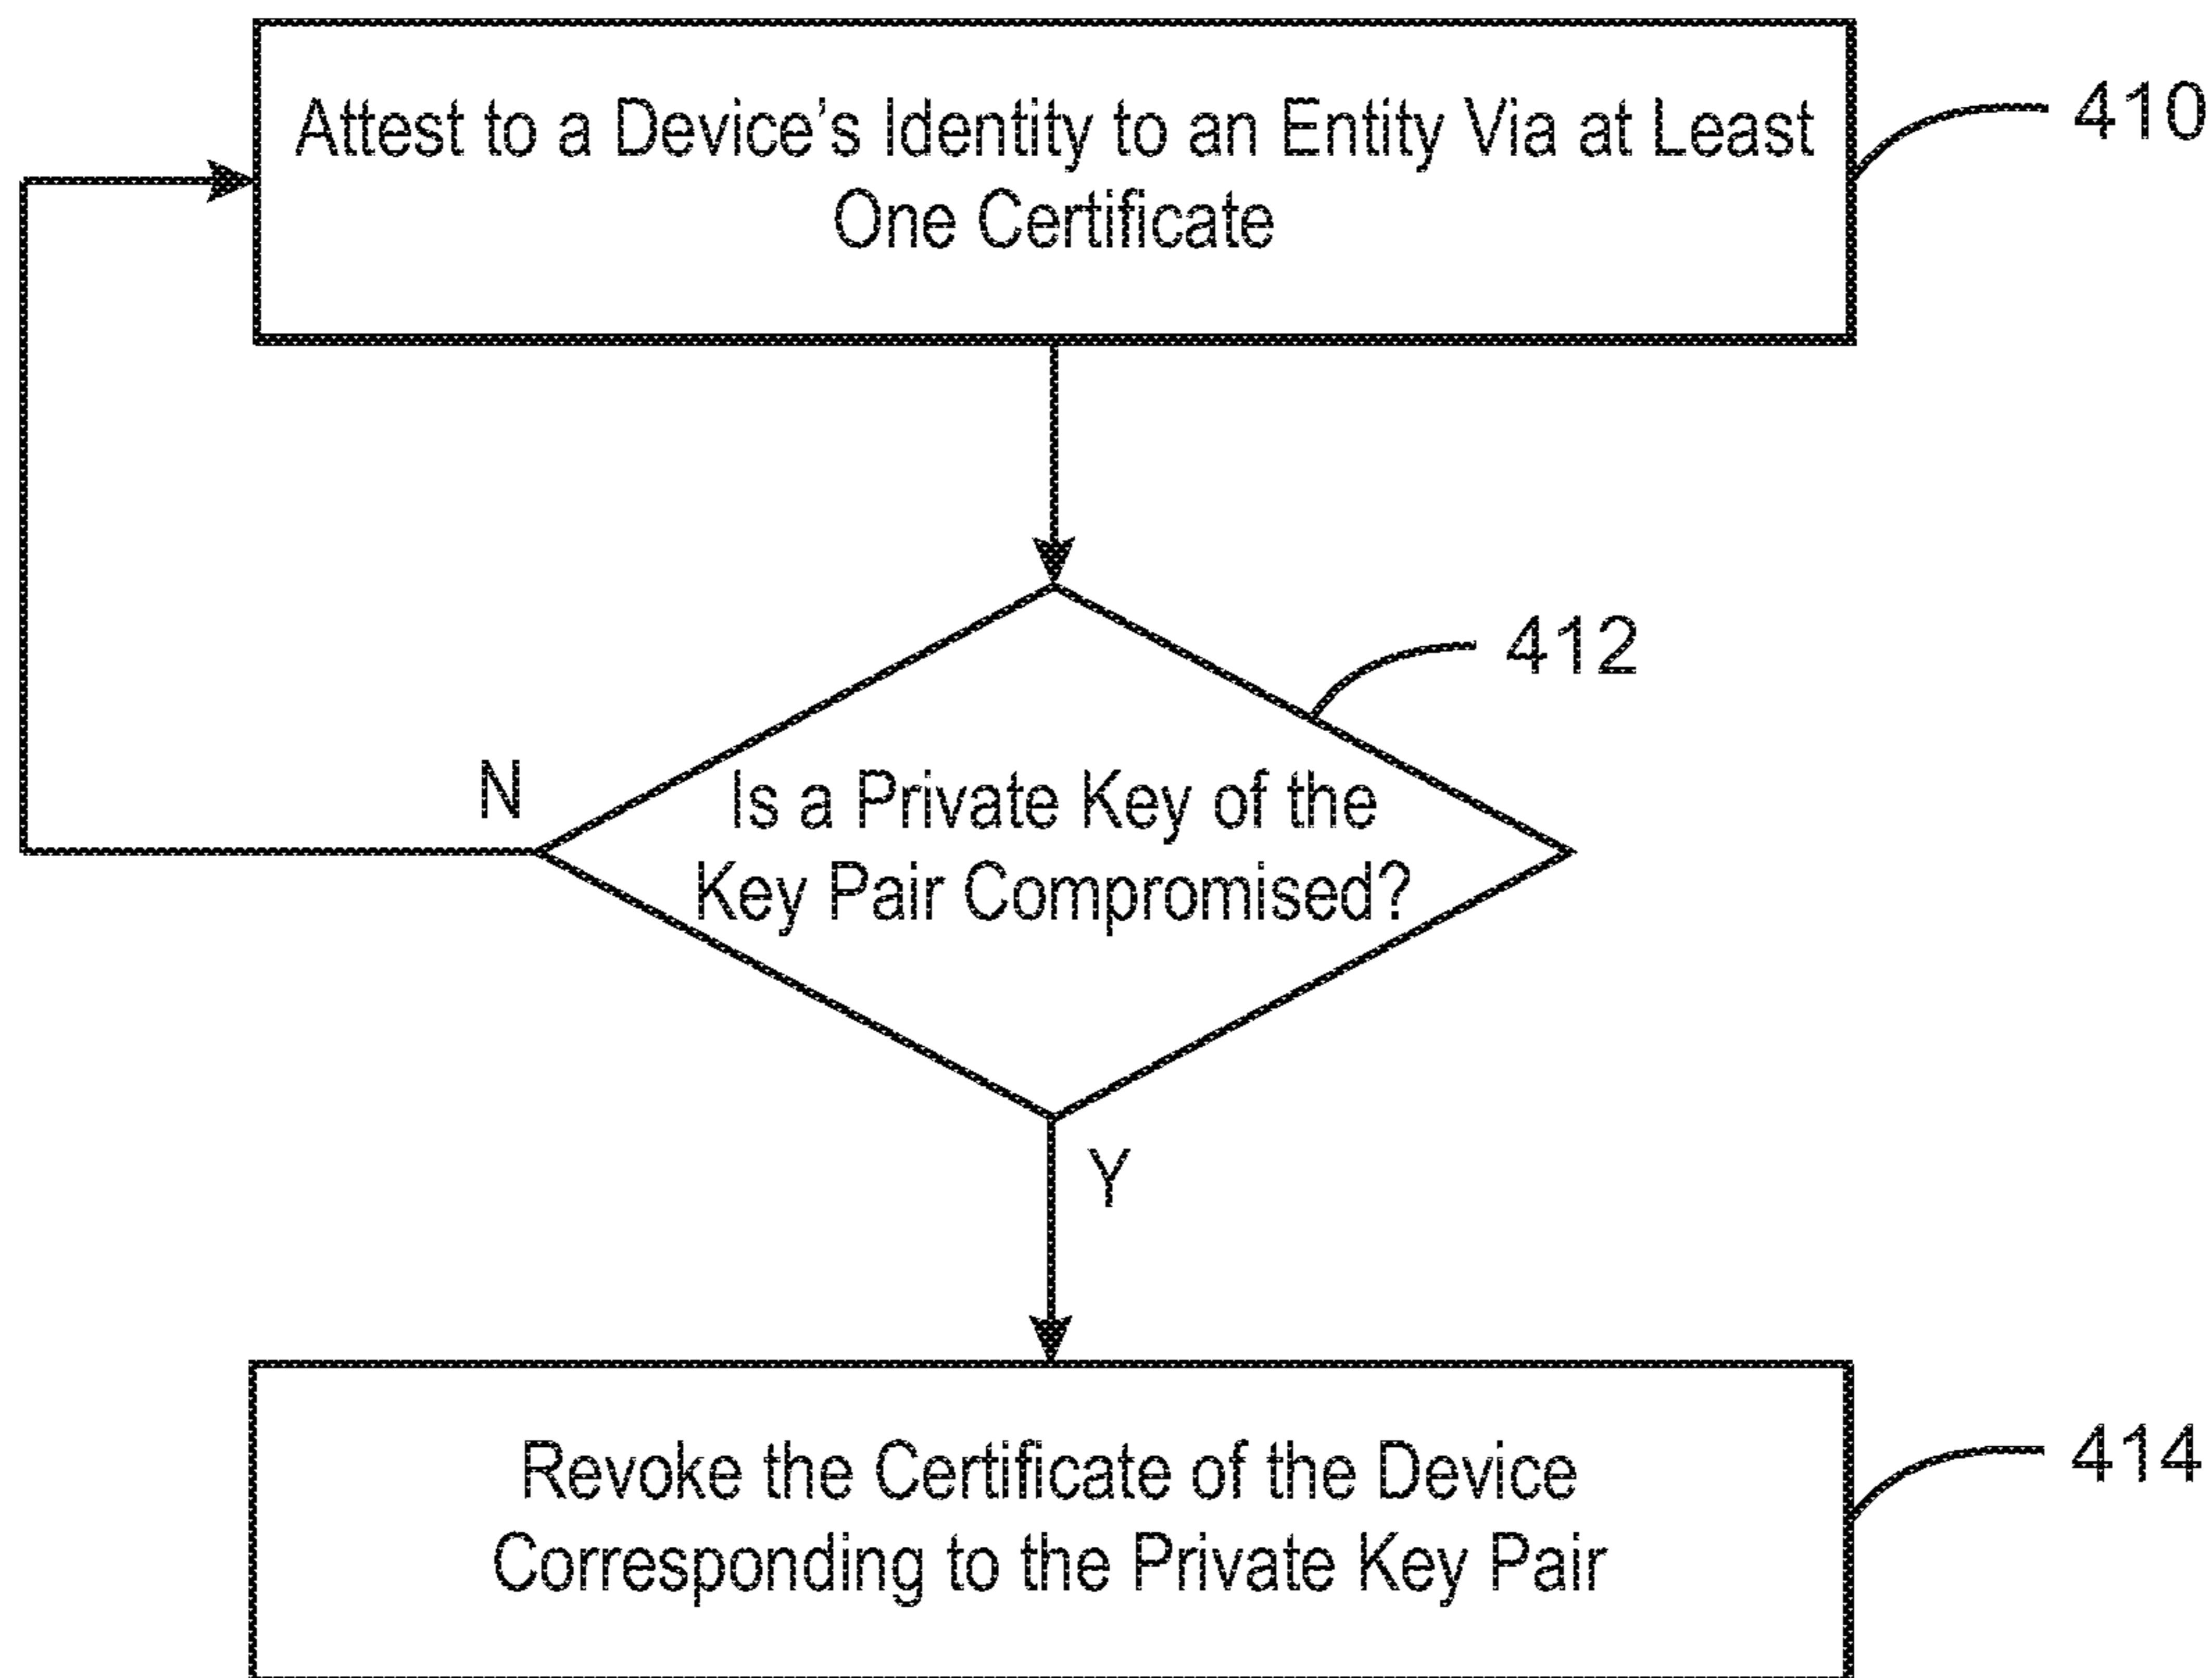 Attest to a Device's Identity to an Entity Via at Least
One Certificate
410
412
N
Is a Private Key of the
Key Pair Compromised?
Y
Revoke the Certificate of the Device
Corresponding to the Private Key Pair
414